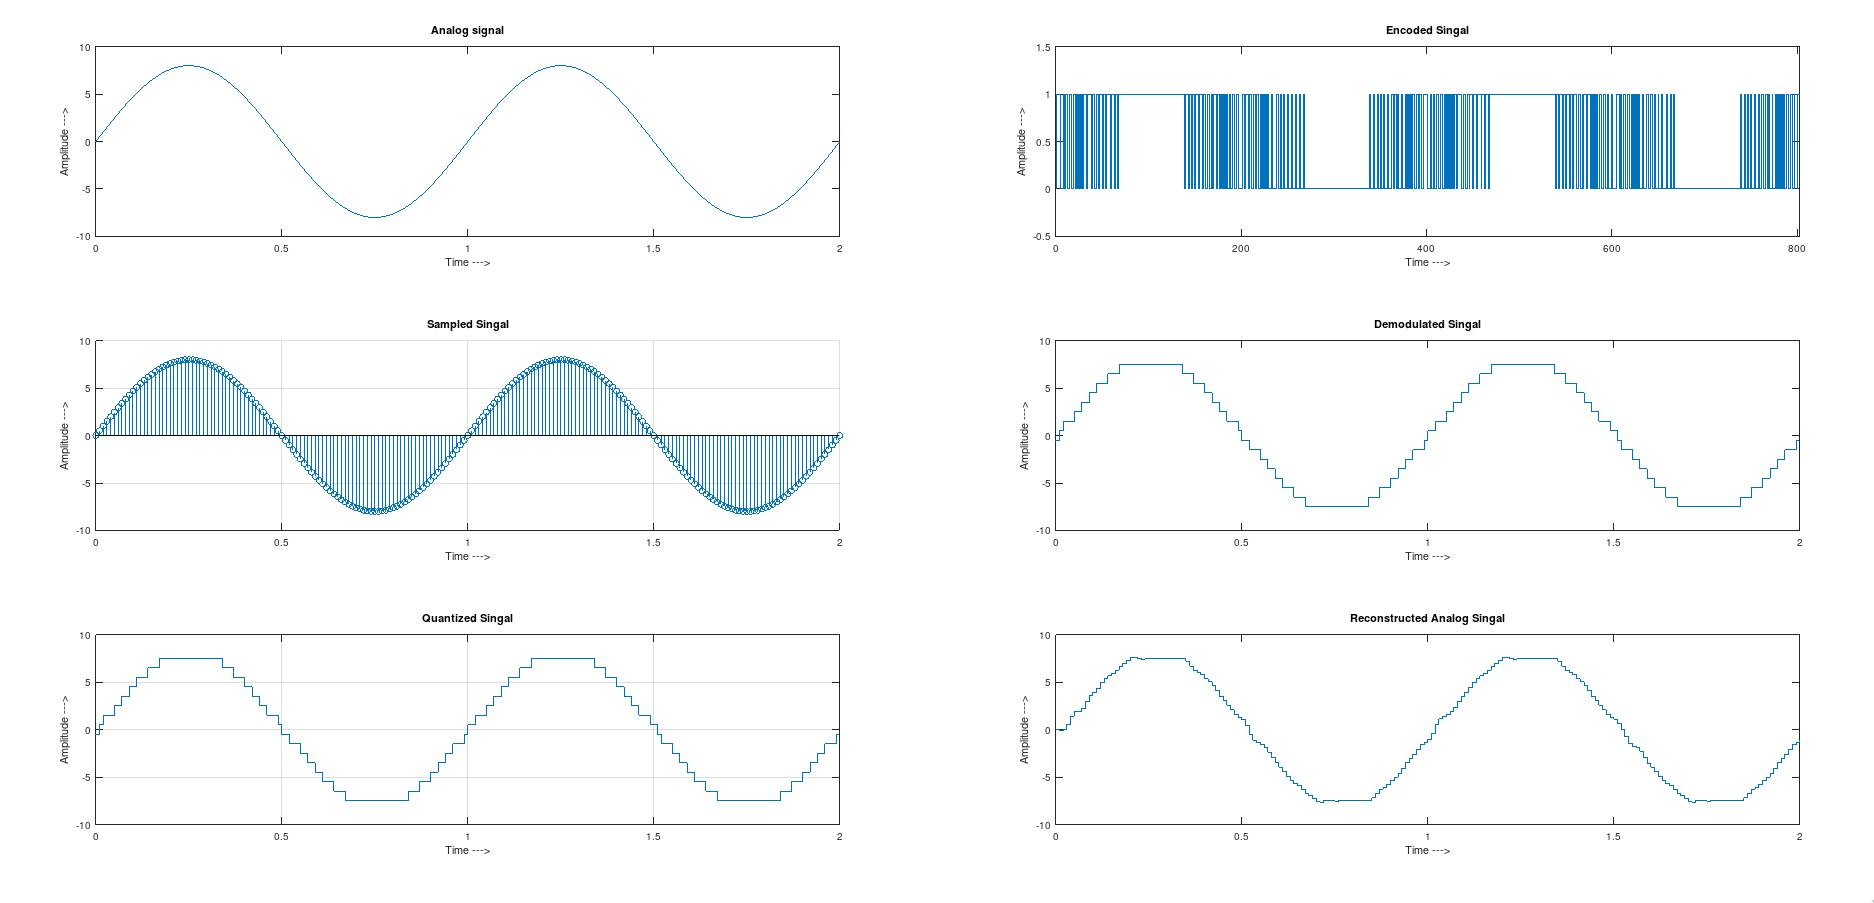 Analog signal
10
5
0
-5
-10
Amplitude --->
0 0.5 1 1.5 2
Time --->
Encoded Singal
1.5
1
0.5
0
-0.5
Amplitude --->
0 200 400 600 800
Time --->
Sampled Singal
10
5
0
-5
-10
Amplitude --->
0 0.5 1 1.5 2
Time --->
Demodulated Singal
10
5
0
-5
-10
Amplitude --->
0 0.5 1 1.5 2
Time --->
Quantized Singal
10
5
0
-5
-10
Amplitude --->
0 0.5 1 1.5 2
Time --->
Reconstructed Analog Singal
10
5
0
-5
-10
Amplitude --->
0 0.5 1 1.5 2
Time --->